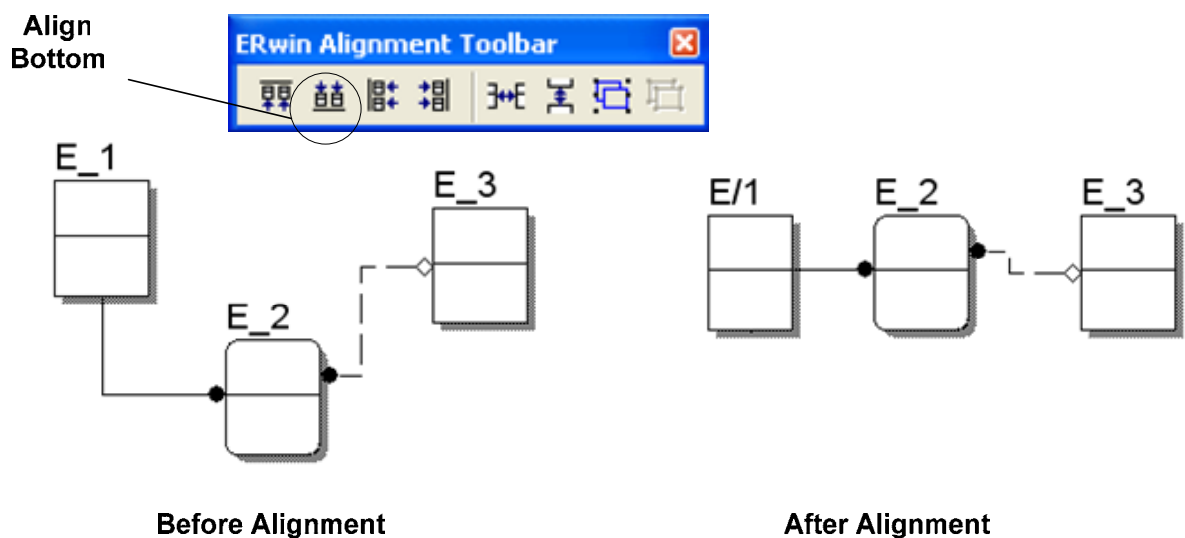 Align
Bottom
ERwin Alignment Toolbar
E_1
E_2
E_3
E/1
E_2
E_3
Before Alignment
After Alignment